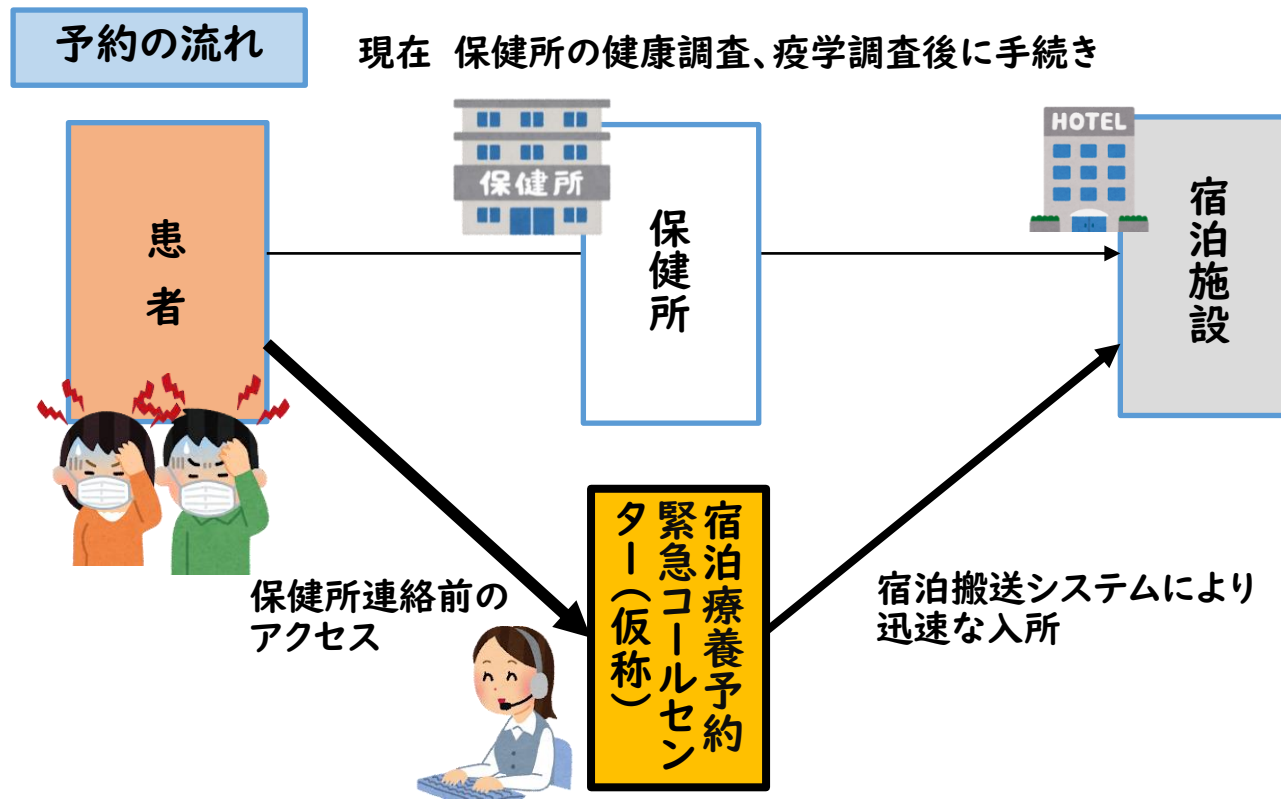 予約の流れ
現在 保健所の健康調査、疫学調査後に手続き
患者
保健所
保健所
HOTEL
宿泊施設
保健所連絡前の
アクセス
宿泊療養予約
緊急コールセン
ター(仮称)
宿泊搬送システムにより
迅速な入所